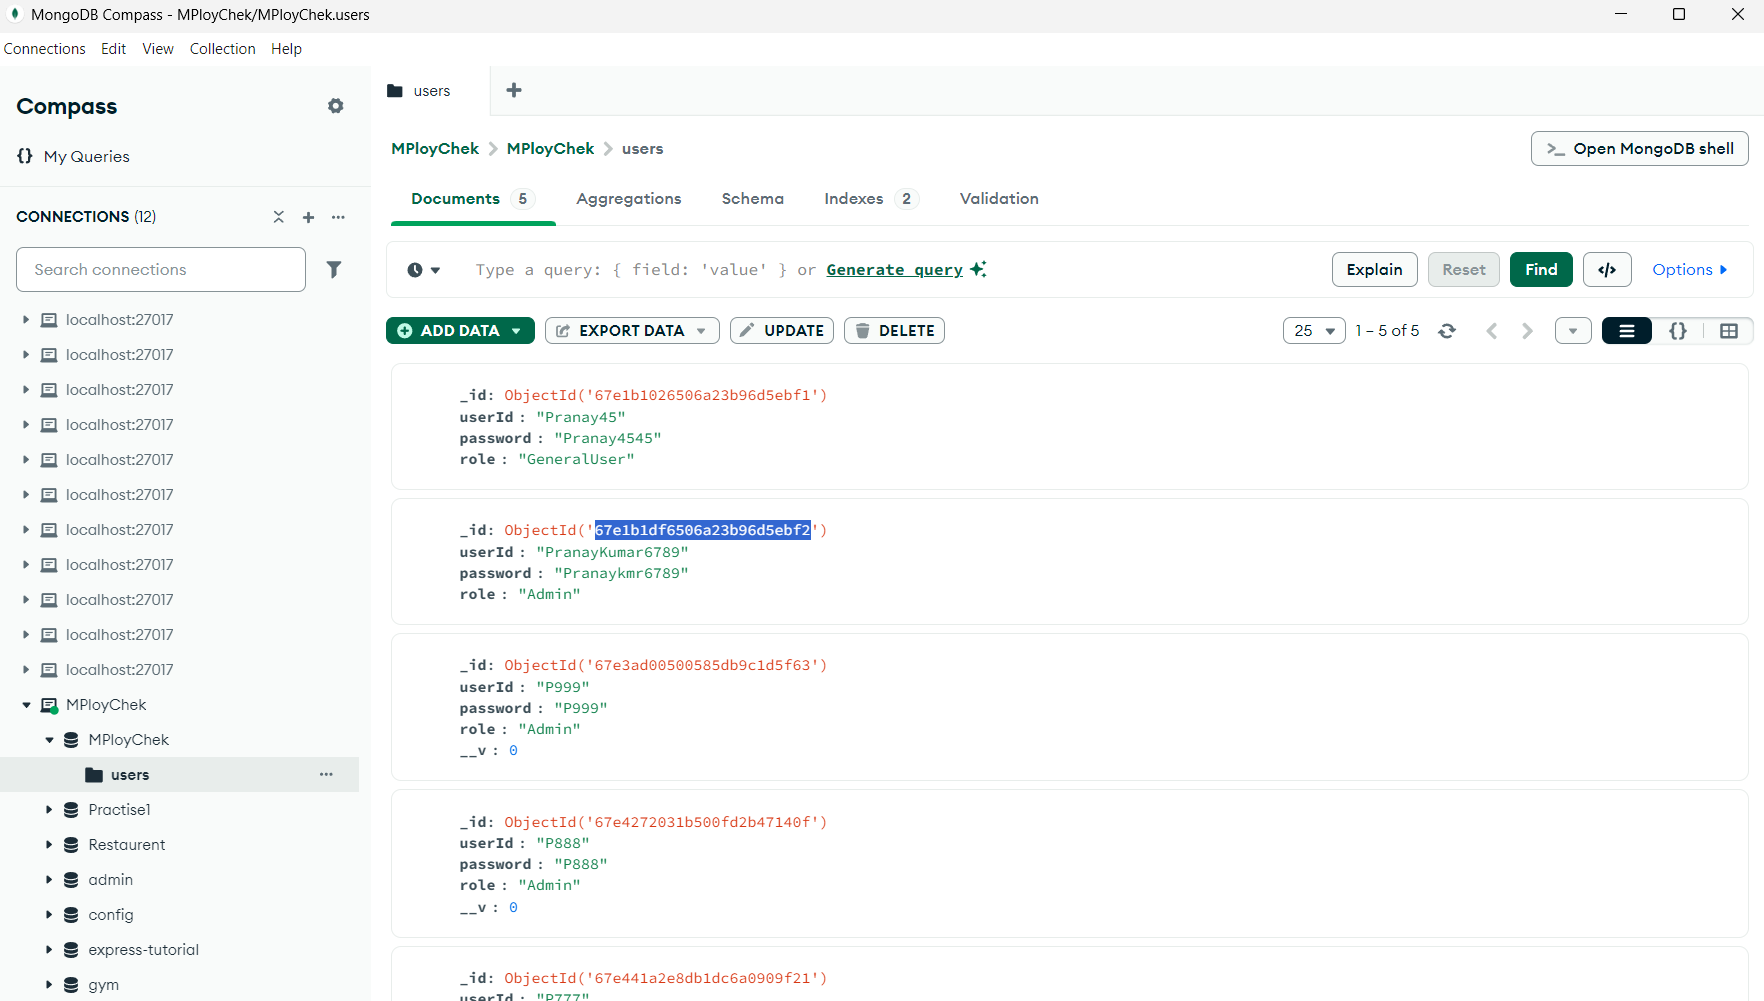 MongoDB Compass - MPloyChek/MPloyChek.users
Connections Edit View Collection Help
Compass
{} My Queries
CONNECTIONS (12)
Search connections
localhost:27017
localhost:27017
localhost:27017
localhost:27017
localhost:27017
localhost:27017
localhost:27017
localhost:27017
localhost:27017
localhost:27017
localhost:27017
MPloyChek
MPloyChek
users
Practise1
Restaurent
admin
config
express-tutorial
gym
users
MPloyChek > MPloyChek > users
>_ Open MongoDB shell
Documents 5 Aggregations Schema Indexes 2 Validation
Type a query: { field: 'value' } or Generate query
Explain Reset Find </> Options
ADD DATA EXPORT DATA UPDATE DELETE
25 1 – 5 of 5 {}
_id: ObjectId('67e1b1026506a23b96d5ebf1')
userId : "Pranay45"
password : "Pranay4545"
role : "GeneralUser"
_id: ObjectId('67e1b1df6506a23b96d5ebf2')
userId : "PranayKumar6789"
password : "Pranaykmr6789"
role : "Admin"
_id: ObjectId('67e3ad00500585db9c1d5f63')
userId : "P999"
password : "P999"
role : "Admin"
__v : 0
_id: ObjectId('67e4272031b500fd2b47140f')
userId : "P888"
password : "P888"
role : "Admin"
__v : 0
_id: ObjectId('67e441a2e8db1dc6a0909f21')
userId : "P777"